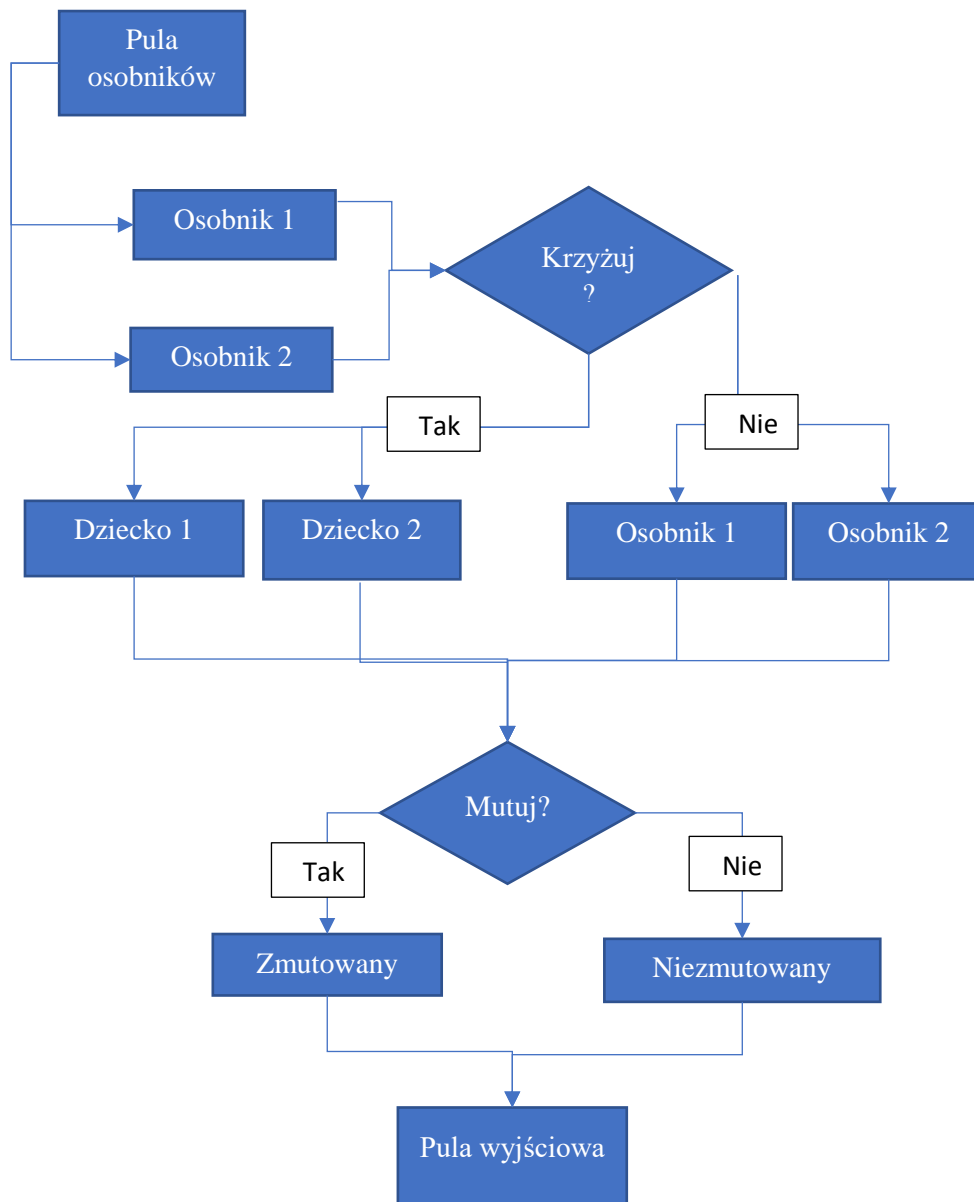 Pula
osobników
Osobnik 1
Krzyżuj
?
Osobnik 2
Tak
Nie
Dziecko 1
Dziecko 2
Osobnik 1
Osobnik 2
Mutuj?
Tak
Nie
Zmutowany
Niezmutowany
Pula wyjściowa